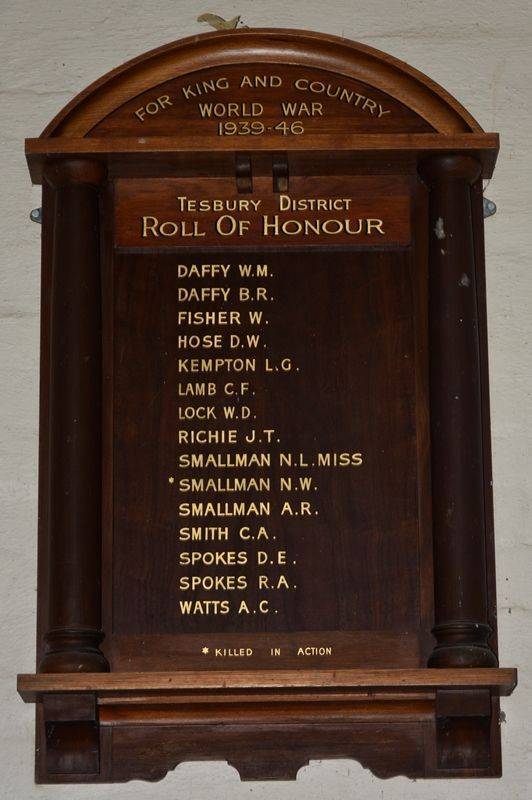 FOR KING AND COUNTRY
WORLD WAR
1939-46
TESBURY DISTRICT
ROLL OF HONOUR
DAFFY W.M.
DAFFY B.R.
FISHER W.
HOSE D.W.
KEMPTON L.G.
LAMB C.F.
LOCK W.D.
RICHIE J.T.
SMALLMAN N.L.MISS
* SMALLMAN N.W.
SMALLMAN A.R.
SMITH C.A.
SPOKES D.E.
SPOKES R.A.
WATTS A.C.
* KILLED IN ACTION